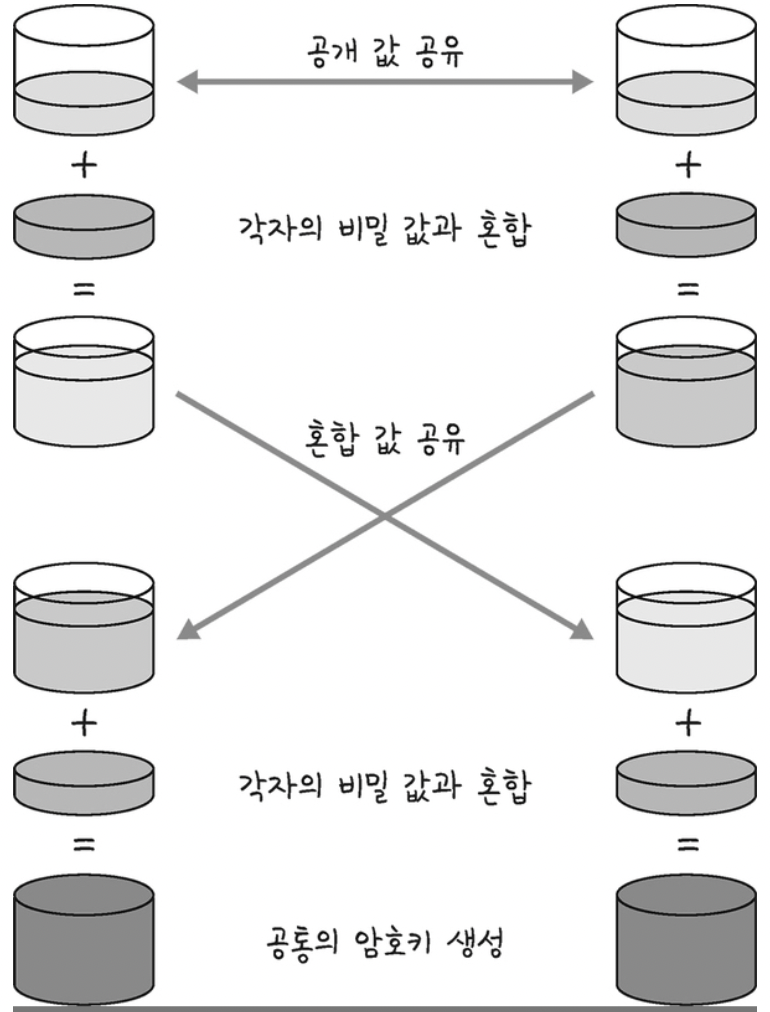 공개 값 공유
+ +
각자의 비밀 값과 혼합
= =
혼합 값 공유
+ +
각자의 비밀 값과 혼합
= =
공통의 암호키 생성